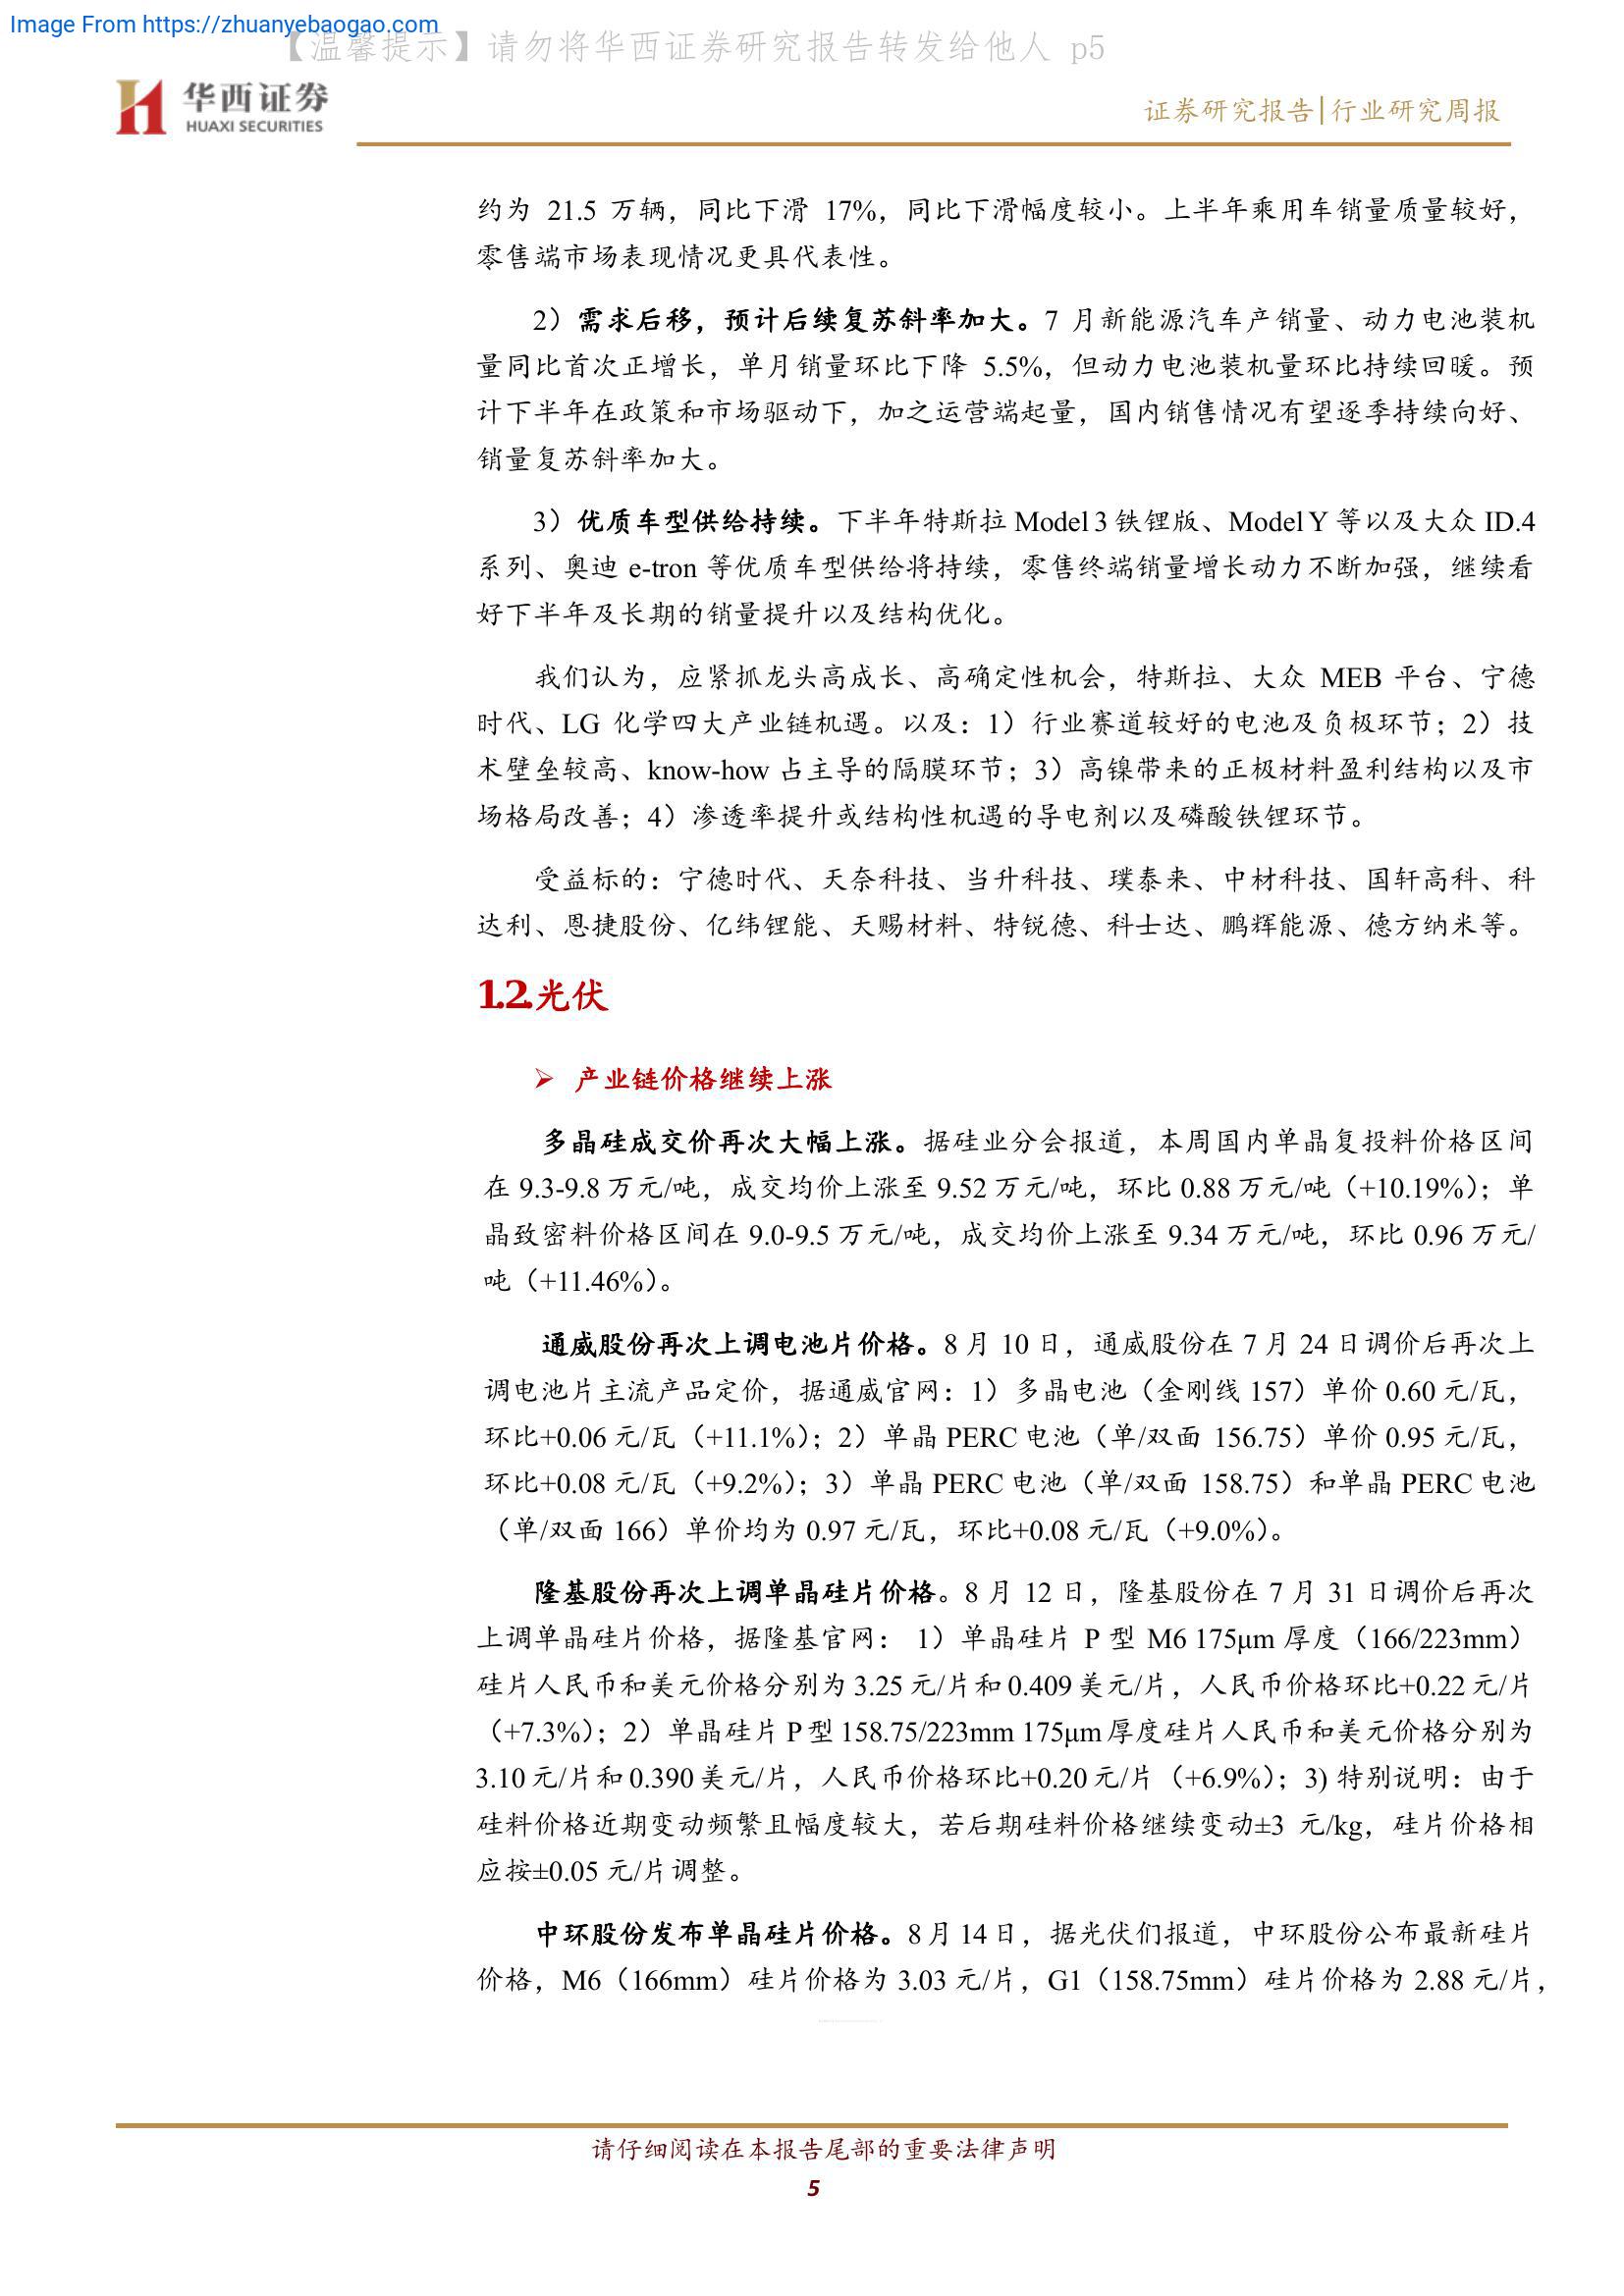 Image From https://zhuanyebaogao.com
【温馨提示】请勿将华西证券研究报告转发给他人 p5
华西证券
HUAXI SECURITIES
证券研究报告|行业研究周报
约为 21.5 万辆，同比下滑 17%，同比下滑幅度较小。上半年乘用车销量质量较好，
零售端市场表现情况更具代表性。
2）需求后移，预计后续复苏斜率加大。7 月新能源汽车产销量、动力电池装机
量同比首次正增长，单月销量环比下降 5.5%，但动力电池装机量环比持续回暖。预
计下半年在政策和市场驱动下，加之运营端起量，国内销售情况有望逐季持续向好、
销量复苏斜率加大。
3）优质车型供给持续。下半年特斯拉 Model 3 铁锂版、Model Y 等以及大众 ID.4
系列、奥迪 e-tron 等优质车型供给将持续，零售终端销量增长动力不断加强，继续看
好下半年及长期的销量提升以及结构优化。
我们认为，应紧抓龙头高成长、高确定性机会，特斯拉、大众 MEB 平台、宁德
时代、LG 化学四大产业链机遇。以及：1）行业赛道较好的电池及负极环节；2）技
术壁垒较高、know-how 占主导的隔膜环节；3）高镍带来的正极材料盈利结构以及市
场格局改善；4）渗透率提升或结构性机遇的导电剂以及磷酸铁锂环节。
受益标的：宁德时代、天奈科技、当升科技、璞泰来、中材科技、国轩高科、科
达利、恩捷股份、亿纬锂能、天赐材料、特锐德、科士达、鹏辉能源、德方纳米等。
1.2.光伏
➢ 产业链价格继续上涨
多晶硅成交价再次大幅上涨。据硅业分会报道，本周国内单晶复投料价格区间
在 9.3-9.8 万元/吨，成交均价上涨至 9.52 万元/吨，环比 0.88 万元/吨（+10.19%）；单
晶致密料价格区间在 9.0-9.5 万元/吨，成交均价上涨至 9.34 万元/吨，环比 0.96 万元/
吨（+11.46%）。
通威股份再次上调电池片价格。8 月 10 日，通威股份在 7 月 24 日调价后再次上
调电池片主流产品定价，据通威官网：1）多晶电池（金刚线 157）单价 0.60 元/瓦，
环比+0.06 元/瓦（+11.1%）；2）单晶 PERC 电池（单/双面 156.75）单价 0.95 元/瓦，
环比+0.08 元/瓦（+9.2%）；3）单晶 PERC 电池（单/双面 158.75）和单晶 PERC 电池
（单/双面 166）单价均为 0.97 元/瓦，环比+0.08 元/瓦（+9.0%）。
隆基股份再次上调单晶硅片价格。8 月 12 日，隆基股份在 7 月 31 日调价后再次
上调单晶硅片价格，据隆基官网： 1）单晶硅片 P 型 M6 175μm 厚度（166/223mm）
硅片人民币和美元价格分别为 3.25 元/片和 0.409 美元/片，人民币价格环比+0.22 元/片
（+7.3%）；2）单晶硅片 P 型 158.75/223mm 175μm 厚度硅片人民币和美元价格分别为
3.10 元/片和 0.390 美元/片，人民币价格环比+0.20 元/片（+6.9%）；3) 特别说明：由于
硅料价格近期变动频繁且幅度较大，若后期硅料价格继续变动±3 元/kg，硅片价格相
应按±0.05 元/片调整。
中环股份发布单晶硅片价格。8 月 14 日，据光伏们报道，中环股份公布最新硅片
价格，M6（166mm）硅片价格为 3.03 元/片，G1（158.75mm）硅片价格为 2.88 元/片，
请仔细阅读在本报告尾部的重要法律声明
5